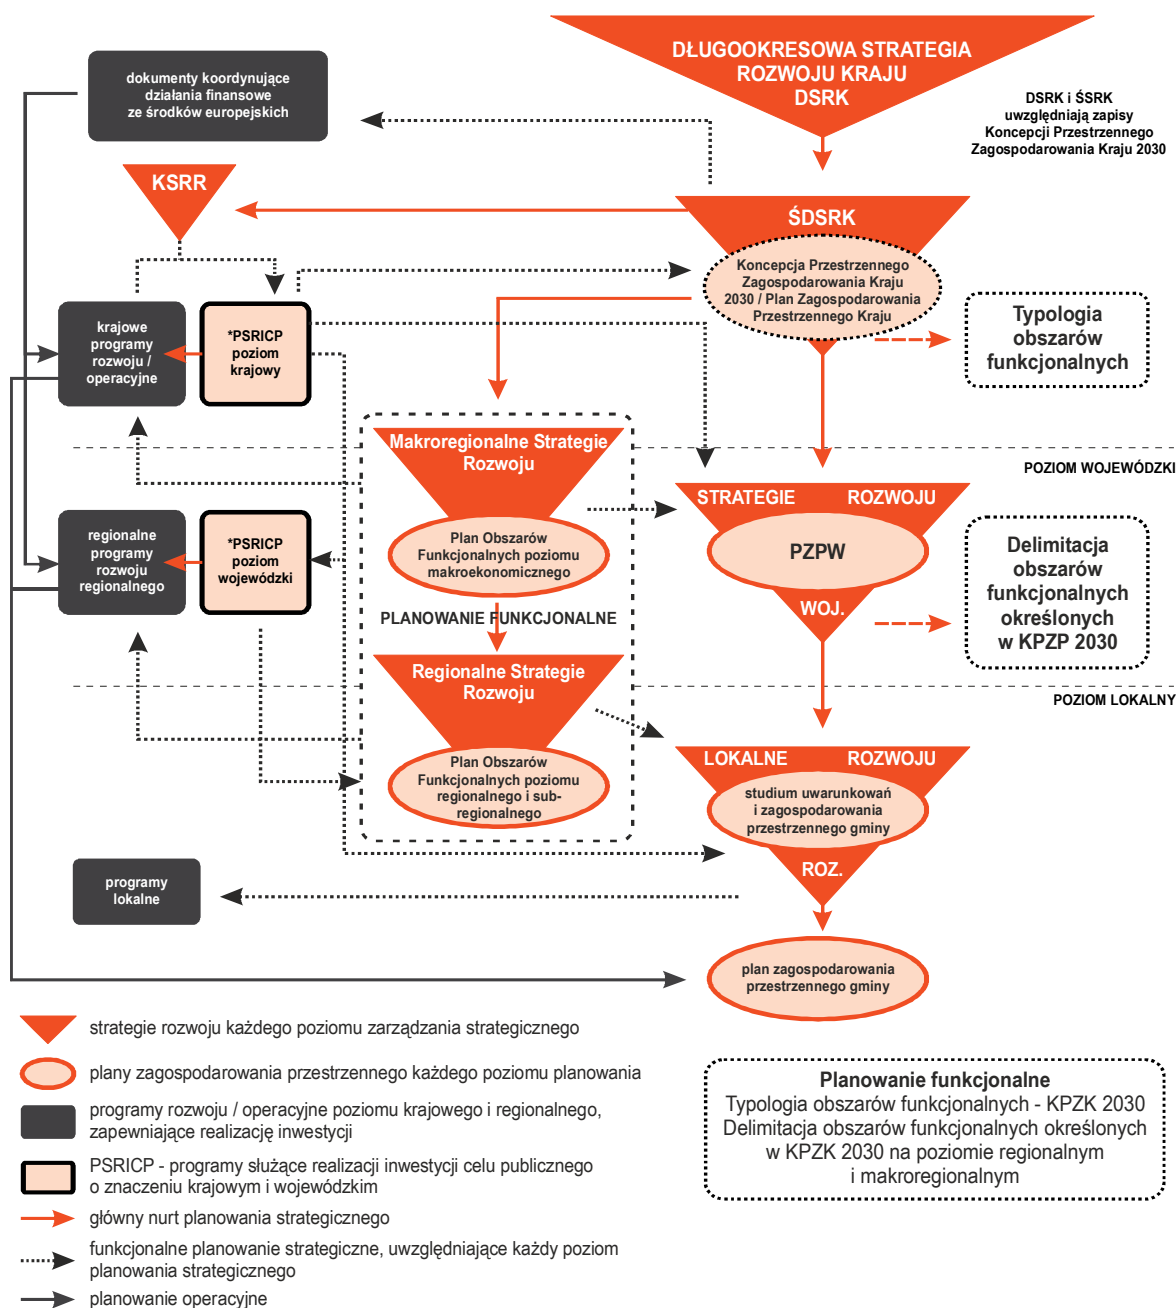 DŁUGOOKRESOWA STRATEGIA
ROZWOJU KRAJU
DSRK
dokumenty koordynujące
działania finansowe
ze środków europejskich
DSRK i ŚSRK
uwzględniają zapisy
Koncepcji Przestrzennego
Zagospodarowania Kraju 2030
KSRR
ŚDSRK
Koncepcja Przestrzennego
Zagospodarowania Kraju
2030 / Plan Zagospodarowania
Przestrzennego Kraju
krajowe
programy
rozwoju /
operacyjne
*PSRICP
poziom
krajowy
Typologia
obszarów
funkcjonalnych
Makroregionalne Strategie
Rozwoju
POZIOM WOJEWÓDZKI
STRATEGIE ROZWOJU
PZPW
WOJ.
regionalne
programy
rozwoju
regionalnego
*PSRICP
poziom
wojewódzki
Plan Obszarów
Funkcjonalnych poziomu
makroekonomicznego
Delimitacja
obszarów
funkcjonalnych
określonych
w KPZP 2030
PLANOWANIE FUNKCJONALNE
Regionalne Strategie
Rozwoju
POZIOM LOKALNY
Plan Obszarów
Funkcjonalnych poziomu
regionalnego i sub-
regionalnego
LOKALNE ROZWOJU
studium uwarunkowań
i zagospodarowania
przestrzennego gminy
ROZ.
programy
lokalne
plan zagospodarowania
przestrzennego gminy
strategie rozwoju każdego poziomu zarządzania strategicznego
plany zagospodarowania przestrzennego każdego poziomu planowania
programy rozwoju / operacyjne poziomu krajowego i regionalnego,
zapewniające realizację inwestycji
PSRICP - programy służące realizacji inwestycji celu publicznego
o znaczeniu krajowym i wojewódzkim
główny nurt planowania strategicznego
funkcjonalne planowanie strategiczne, uwzględniające każdy poziom
planowania strategicznego
planowanie operacyjne
Planowanie funkcjonalne
Typologia obszarów funkcjonalnych - KPZK 2030
Delimitacja obszarów funkcjonalnych określonych
w KPZK 2030 na poziomie regionalnym
i makroregionalnym